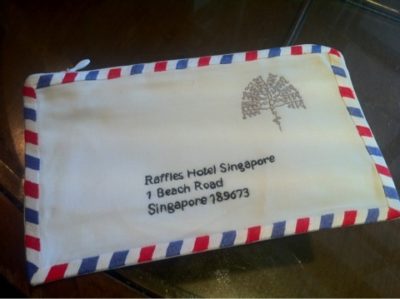 Raffles Hotel Singapore
1 Beach Road
Singapore 189673